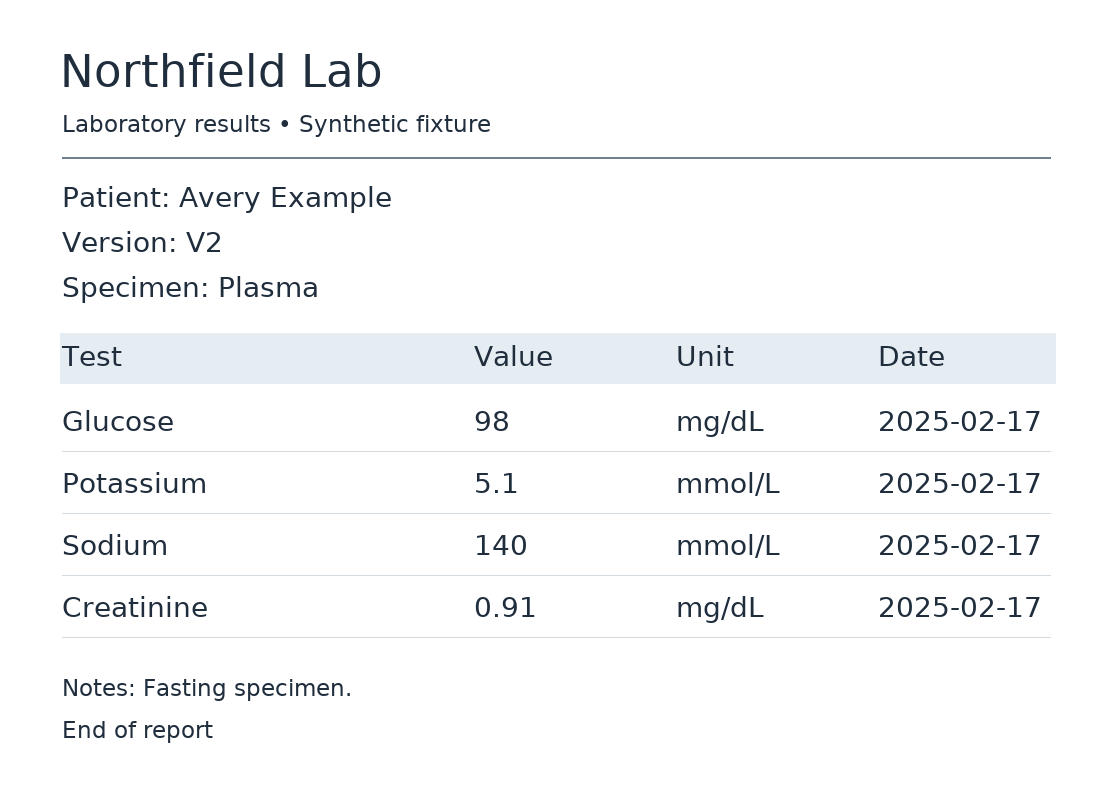 Northfield Lab
Laboratory results • Synthetic fixture
Patient: Avery Example
Version: V2
Specimen: Plasma
Test Value Unit Date
Glucose 98 mg/dL 2025-02-17
Potassium 5.1 mmol/L 2025-02-17
Sodium 140 mmol/L 2025-02-17
Creatinine 0.91 mg/dL 2025-02-17
Notes: Fasting specimen.
End of report